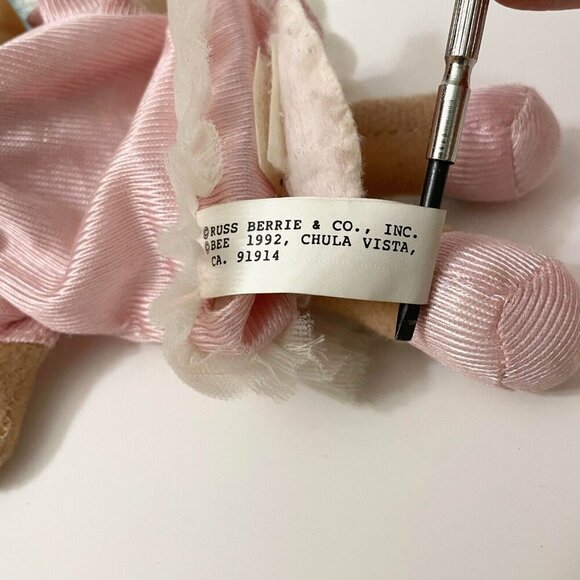 ©RUSS BERRIE & CO., INC.
©BEE 1992, CHULA VISTA,
CA. 91914